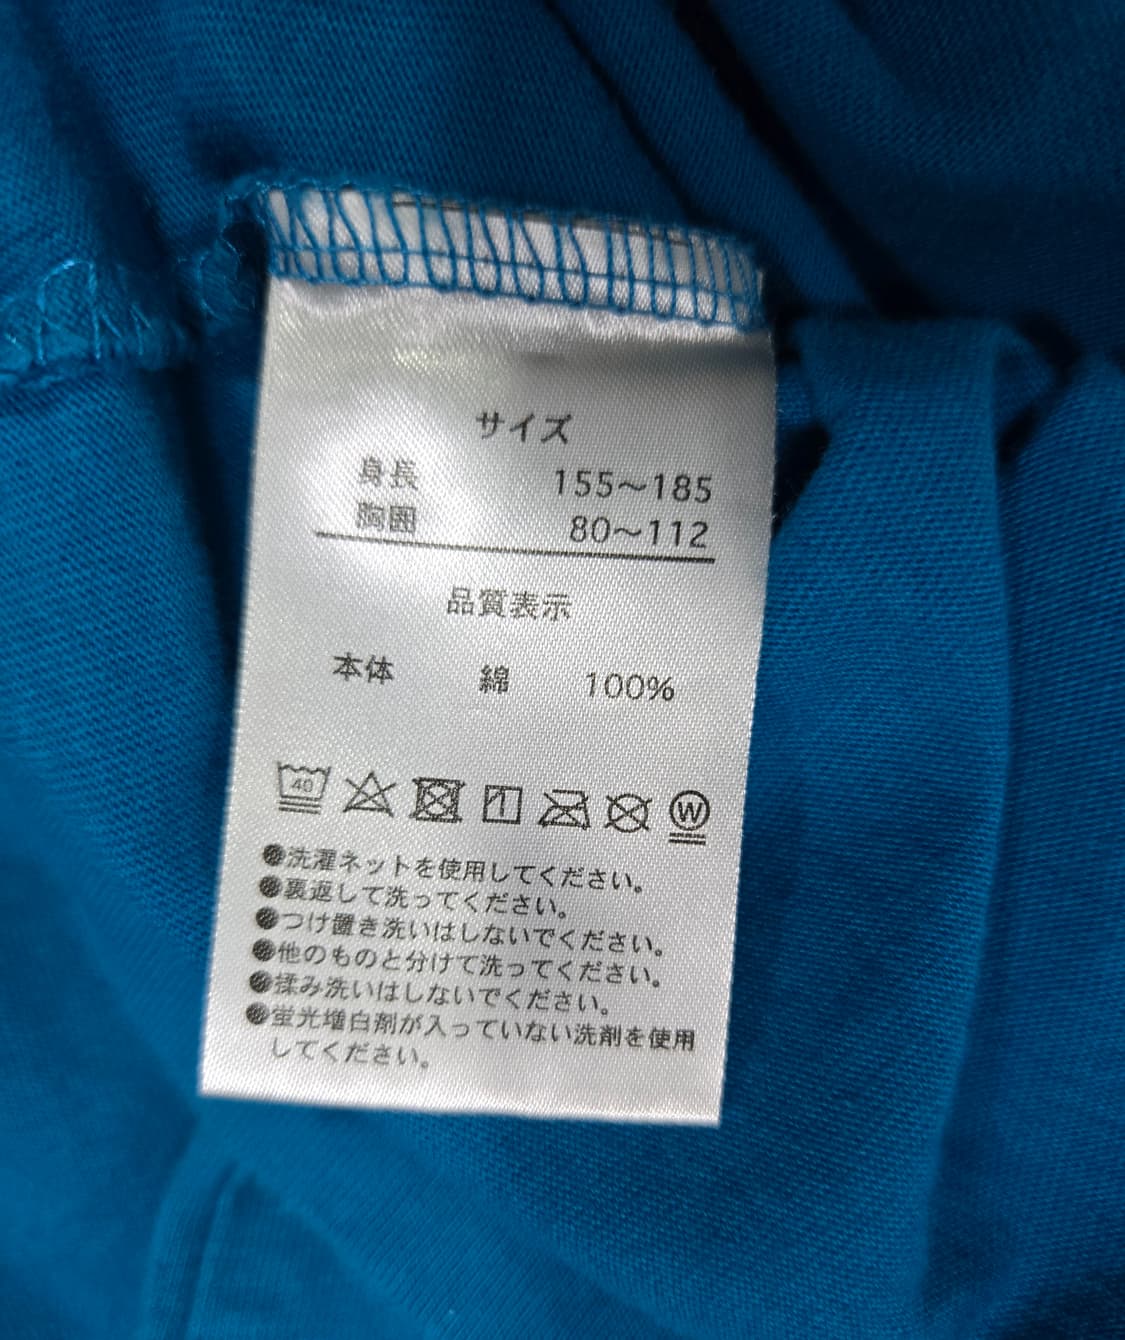 サイズ
身長 155～185
胸囲 80～112
品質表示
本体 綿 100%
40 W
●洗濯ネットを使用してください。
●裏返して洗ってください。
●つけ置き洗いはしないでください。
●他のものと分けて洗ってください。
●揉み洗いはしないでください。
●蛍光増白剤が入っていない洗剤を使用
してください。